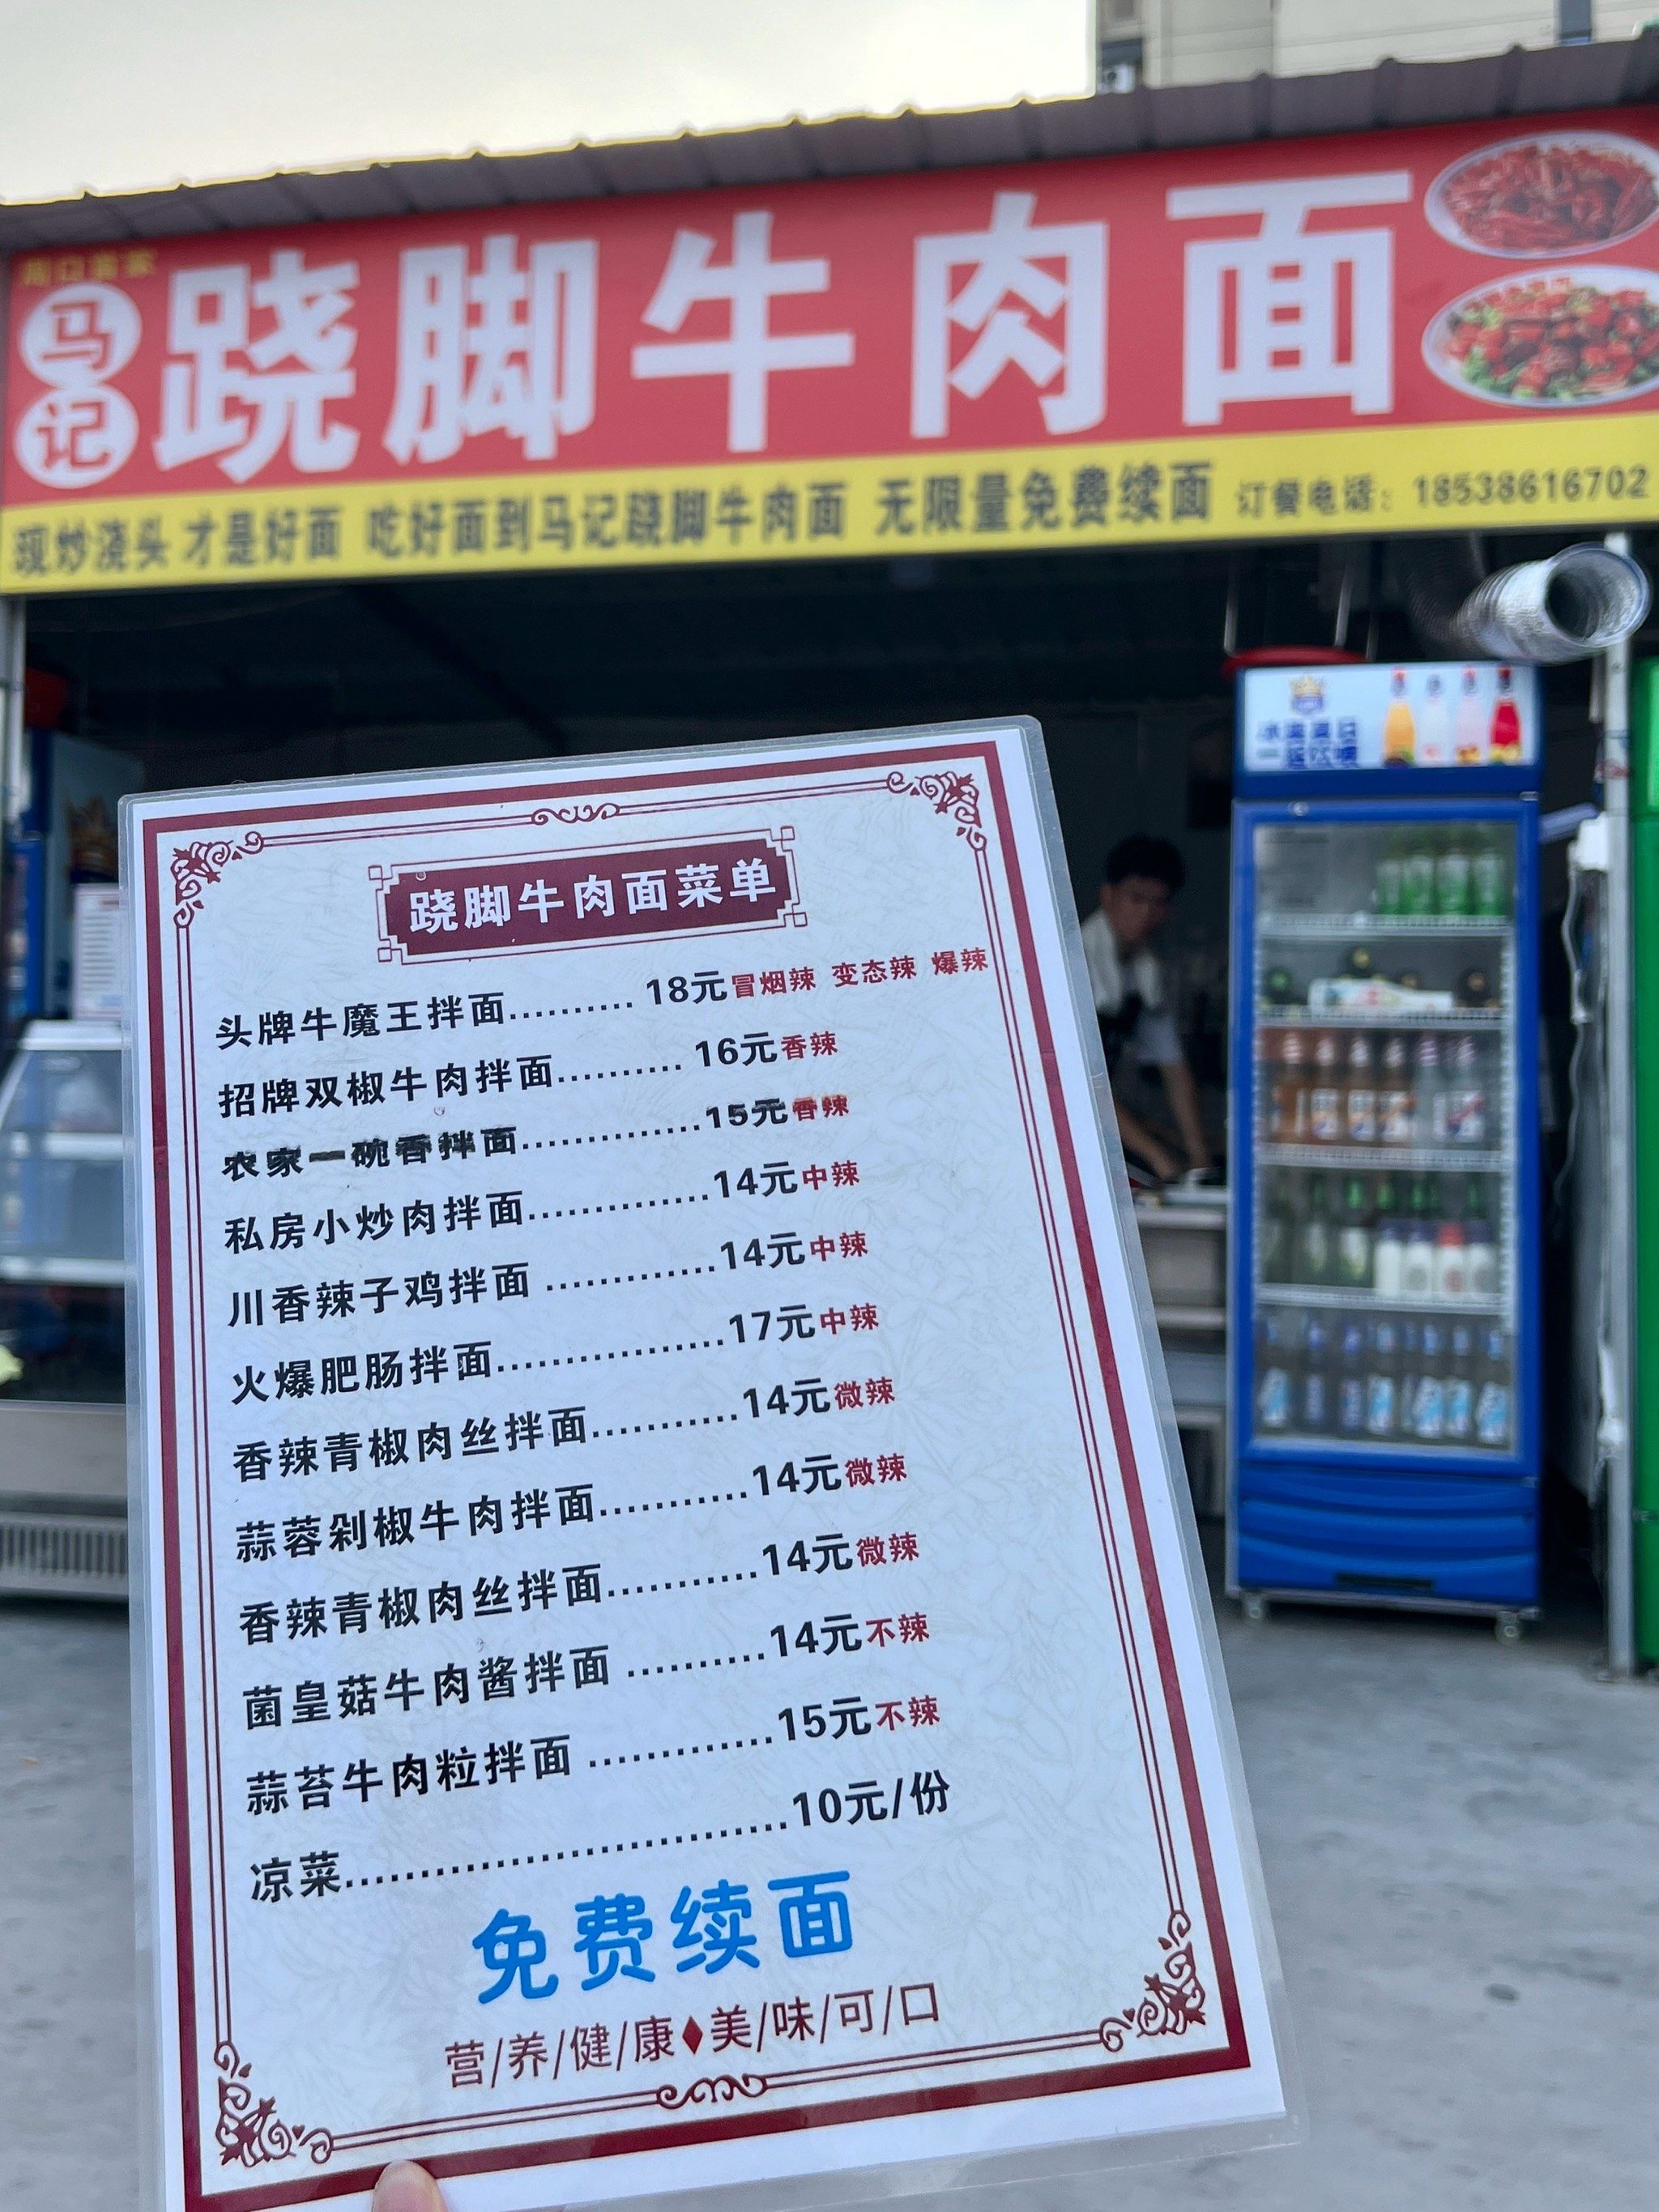 马记
跷脚牛肉面
现炒浇头 才是好面 吃好面到马记跷脚牛肉面 无限量免费续面 订餐电话：18538616702
跷脚牛肉面菜单
头牌牛魔王拌面.......... 18元冒烟辣 变态辣 爆辣
招牌双椒牛肉拌面.......... 16元香辣
农家一碗香拌面..............15元香辣
私房小炒肉拌面..............14元中辣
川香辣子鸡拌面 .............14元中辣
火爆肥肠拌面.................17元中辣
香辣青椒肉丝拌面...........14元微辣
蒜蓉剁椒牛肉拌面...........14元微辣
香辣青椒肉丝拌面...........14元微辣
菌皇菇牛肉酱拌面 ..........14元不辣
蒜苔牛肉粒拌面 .............15元不辣
凉菜..............................10元/份
免费续面
营/养/健/康♦美/味/可/口